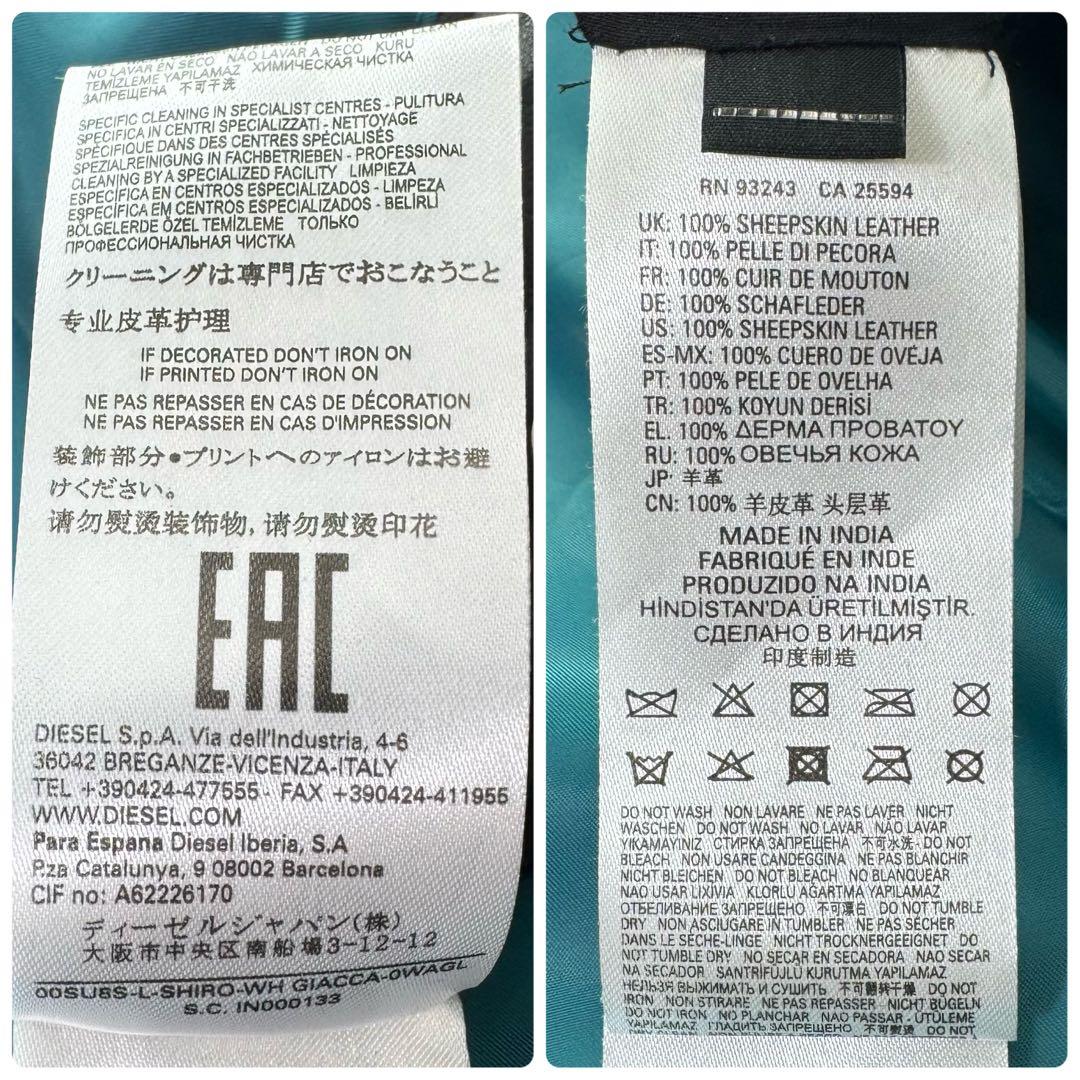 NO LAVAR EN SECO NAO LAVAR A SECO KURU
TEMIZLEME YAPILAMAZ ХИМИЧЕСКАЯ ЧИСТКА
ЗАПРЕЩЕНА 不可干洗
SPECIFIC CLEANING IN SPECIALIST CENTRES - PULITURA
SPECIFICA IN CENTRI SPECIALIZZATI - NETTOYAGE
SPÉCIFIQUE DANS DES CENTRES SPÉCIALISÉS
SPEZIALREINIGUNG IN FACHBETRIEBEN - PROFESSIONAL
CLEANING BY A SPECIALIZED FACILITY LIMPIEZA
ESPECÍFICA EN CENTROS ESPECIALIZADOS - LIMPEZA
ESPECÍFICA EM CENTROS ESPECIALIZADOS - BELİRLİ
BÖLGELERDE ÖZEL TEMİZLEME ТОЛЬКО
ПРОФЕССИОНАЛЬНАЯ ЧИСТКА
クリーニングは専門店でおこなうこと
专业皮革护理
IF DECORATED DON'T IRON ON
IF PRINTED DON'T IRON ON
NE PAS REPASSER EN CAS DE DÉCORATION
NE PAS REPASSER EN CAS D'IMPRESSION
装飾部分•プリントへのアイロンはお避
けください。
请勿熨烫装饰物, 请勿熨烫印花
EAC
DIESEL S.p.A. Via dell'Industria, 4-6
36042 BREGANZE-VICENZA-ITALY
TEL +390424-477555 - FAX +390424-411955
WWW.DIESEL.COM
Para Espana Diesel Iberia, S.A
P.za Catalunya, 9 08002 Barcelona
CIF no: A62226170
ディーゼルジャパン(株)
大阪市中央区南船場3-12-12
00SU8S-L-SHIRO-WH GIACCA-0WAGL
S.C. IN000133
RN 93243 CA 25594
UK: 100% SHEEPSKIN LEATHER
IT: 100% PELLE DI PECORA
FR: 100% CUIR DE MOUTON
DE: 100% SCHAFLEDER
US: 100% SHEEPSKIN LEATHER
ES-MX: 100% CUERO DE OVEJA
PT: 100% PELE DE OVELHA
TR: 100% KOYUN DERİSİ
EL. 100% ΔΕΡΜΑ ΠΡΟΒΑΤΟΥ
RU: 100% ОВЕЧЬЯ КОЖА
JP: 羊革
CN: 100% 羊皮革 头层革
MADE IN INDIA
FABRIQUÉ EN INDE
PRODUZIDO NA INDIA
HİNDİSTAN'DA ÜRETİLMİŞTİR.
СДЕЛАНО В ИНДИЯ
印度制造
DO NOT WASH NON LAVARE NE PAS LAVER NICHT
WASCHEN DO NOT WASH NO LAVAR NAO LAVAR
YIKAMAYINIZ СТИРКА ЗАПРЕЩЕНА 不可水洗 - DO NOT
BLEACH NON USARE CANDEGGINA NE PAS BLANCHIR
NICHT BLEICHEN DO NOT BLEACH NO BLANQUEAR
NAO USAR LIXIVIA KLORLU AGARTMA YAPILAMAZ
ОТБЕЛИВАНИЕ ЗАПРЕЩЕНО 不可漂白 - DO NOT TUMBLE
DRY NON ASCIUGARE IN TUMBLER NE PAS SÉCHER
DANS LE SECHE-LINGE NICHT TROCKNERGEEIGNET DO
NOT TUMBLE DRY NO SECAR EN SECADORA NAO SECAR
NA SECADOR SANTRIFÜJLÜ KURUTMA YAPILAMAZ
НЕЛЬЗЯ ВЫЖИМАТЬ И СУШИТЬ 不可翻转干燥 DO NOT
IRON NON STIRARE NE PAS REPASSER - NICHT BÜGELN
DO NOT IRON NO PLANCHAR NAO PASSAR - ÜTÜLEME
YAPILAMAZ ГЛАДИТЬ ЗАПРЕЩЕНО 不可熨烫 DO NOT